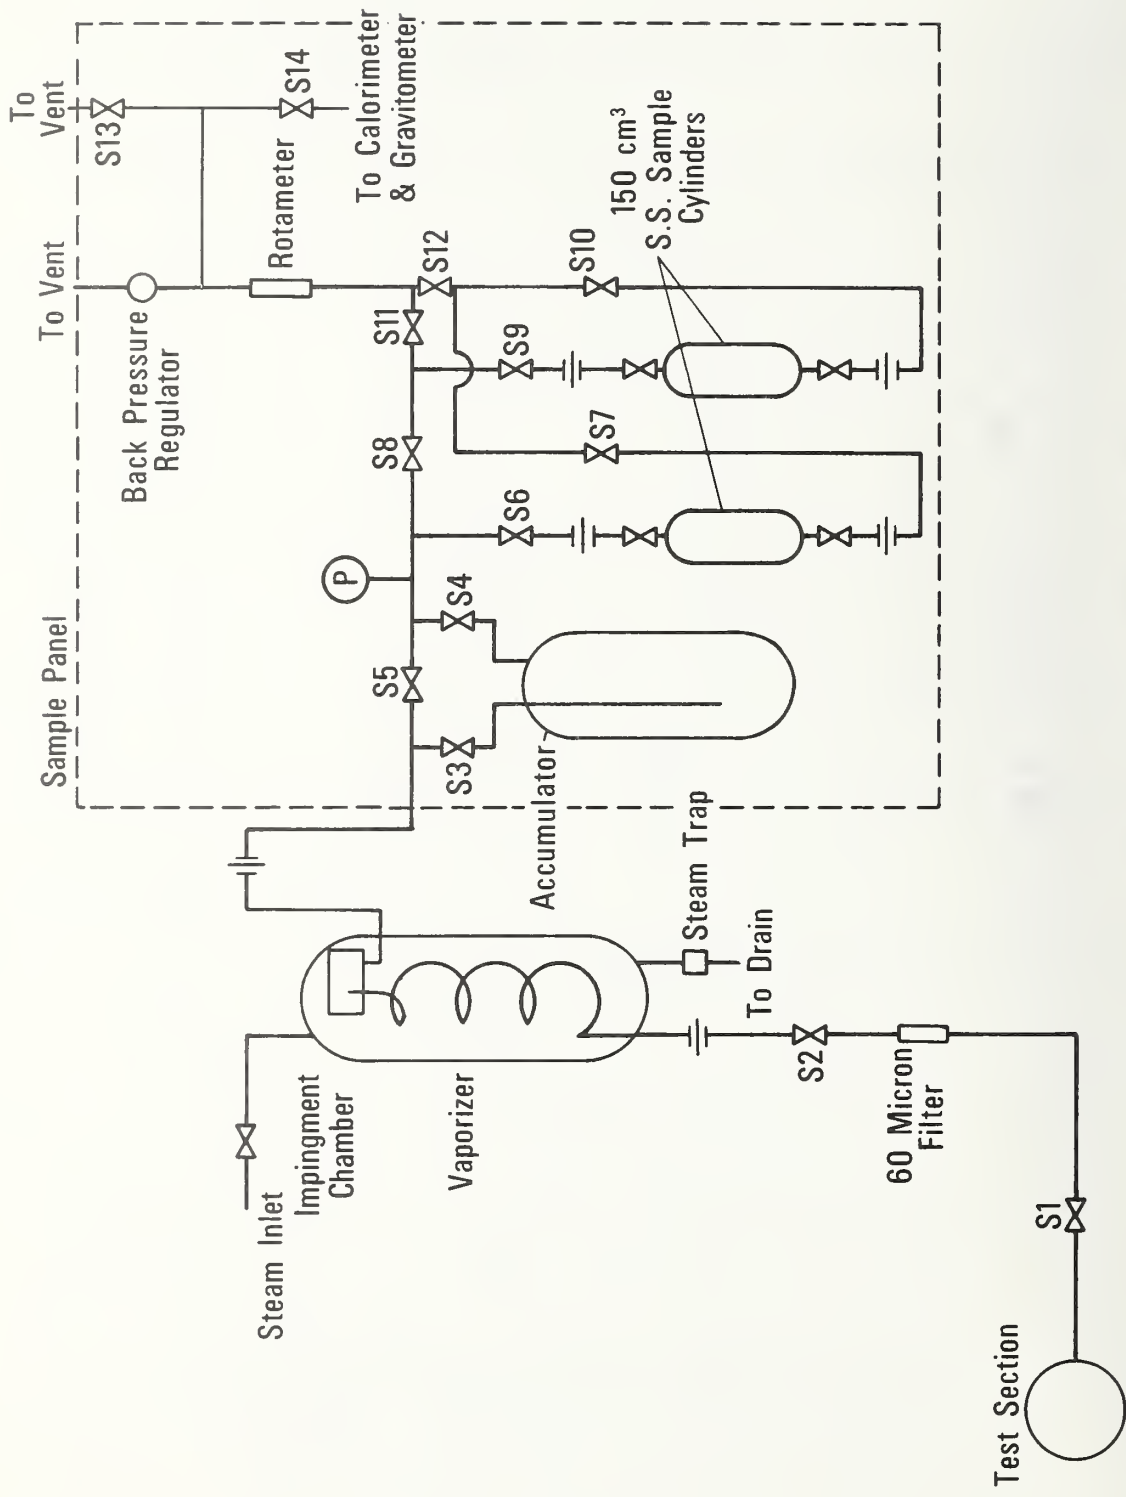 To
Vent
To Vent
Sample Panel
S13
Back Pressure
Regulator
Steam Inlet
Impingment
Chamber
Rotameter
S14
To Calorimeter
& Gravitometer
P
S5
S8
S11
S12
Vaporizer
S3
S4
S6
S9
Accumulator
S7
S10
150 cm³
S.S. Sample
Cylinders
Steam Trap
To Drain
S2
60 Micron
Filter
Test Section
S1